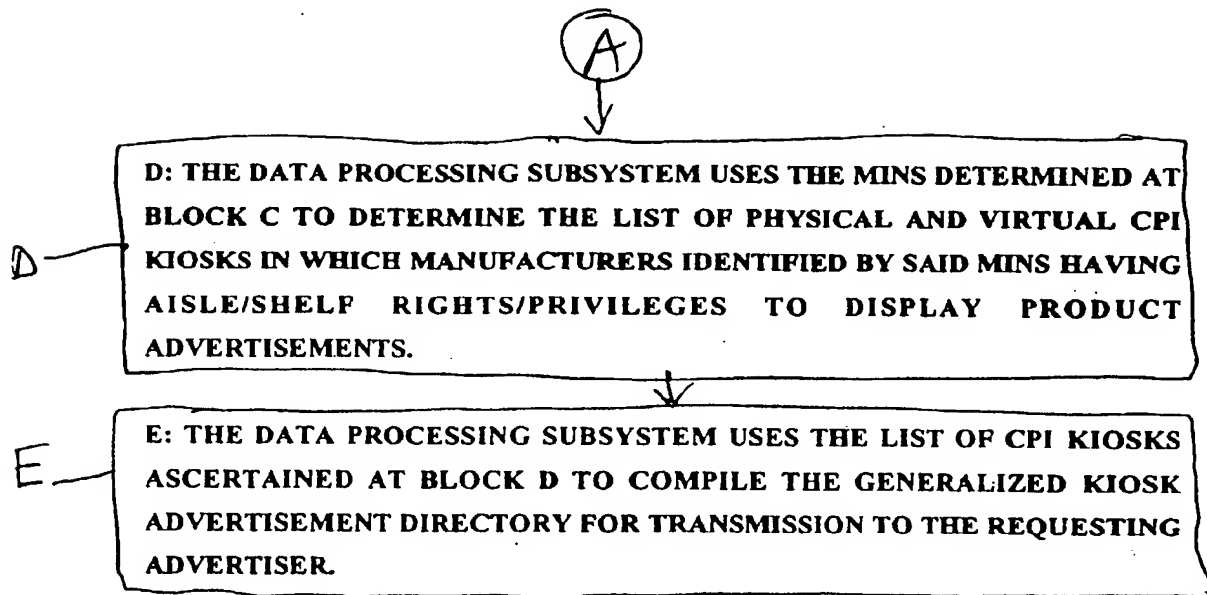 A
D: THE DATA PROCESSING SUBSYSTEM USES THE MINS DETERMINED AT
BLOCK C TO DETERMINE THE LIST OF PHYSICAL AND VIRTUAL CPI
KIOSKS IN WHICH MANUFACTURERS IDENTIFIED BY SAID MINS HAVING
AISLE/SHELF RIGHTS/PRIVILEGES TO DISPLAY PRODUCT
ADVERTISEMENTS.
D
E: THE DATA PROCESSING SUBSYSTEM USES THE LIST OF CPI KIOSKS
ASCERTAINED AT BLOCK D TO COMPILE THE GENERALIZED KIOSK
ADVERTISEMENT DIRECTORY FOR TRANSMISSION TO THE REQUESTING
ADVERTISER.
E